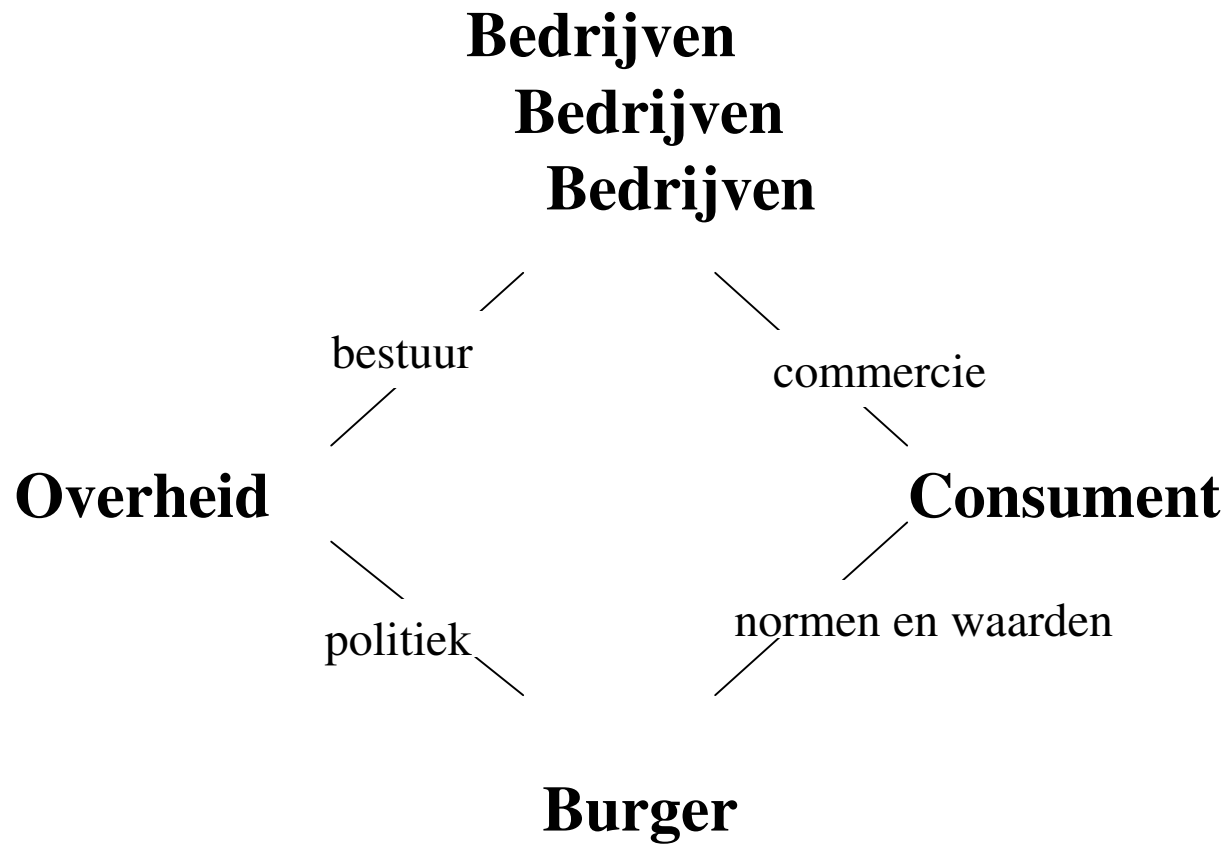 Bedrijven
Bedrijven
Bedrijven
bestuur
commercie
Overheid
Consument
normen en waarden
politiek
Burger